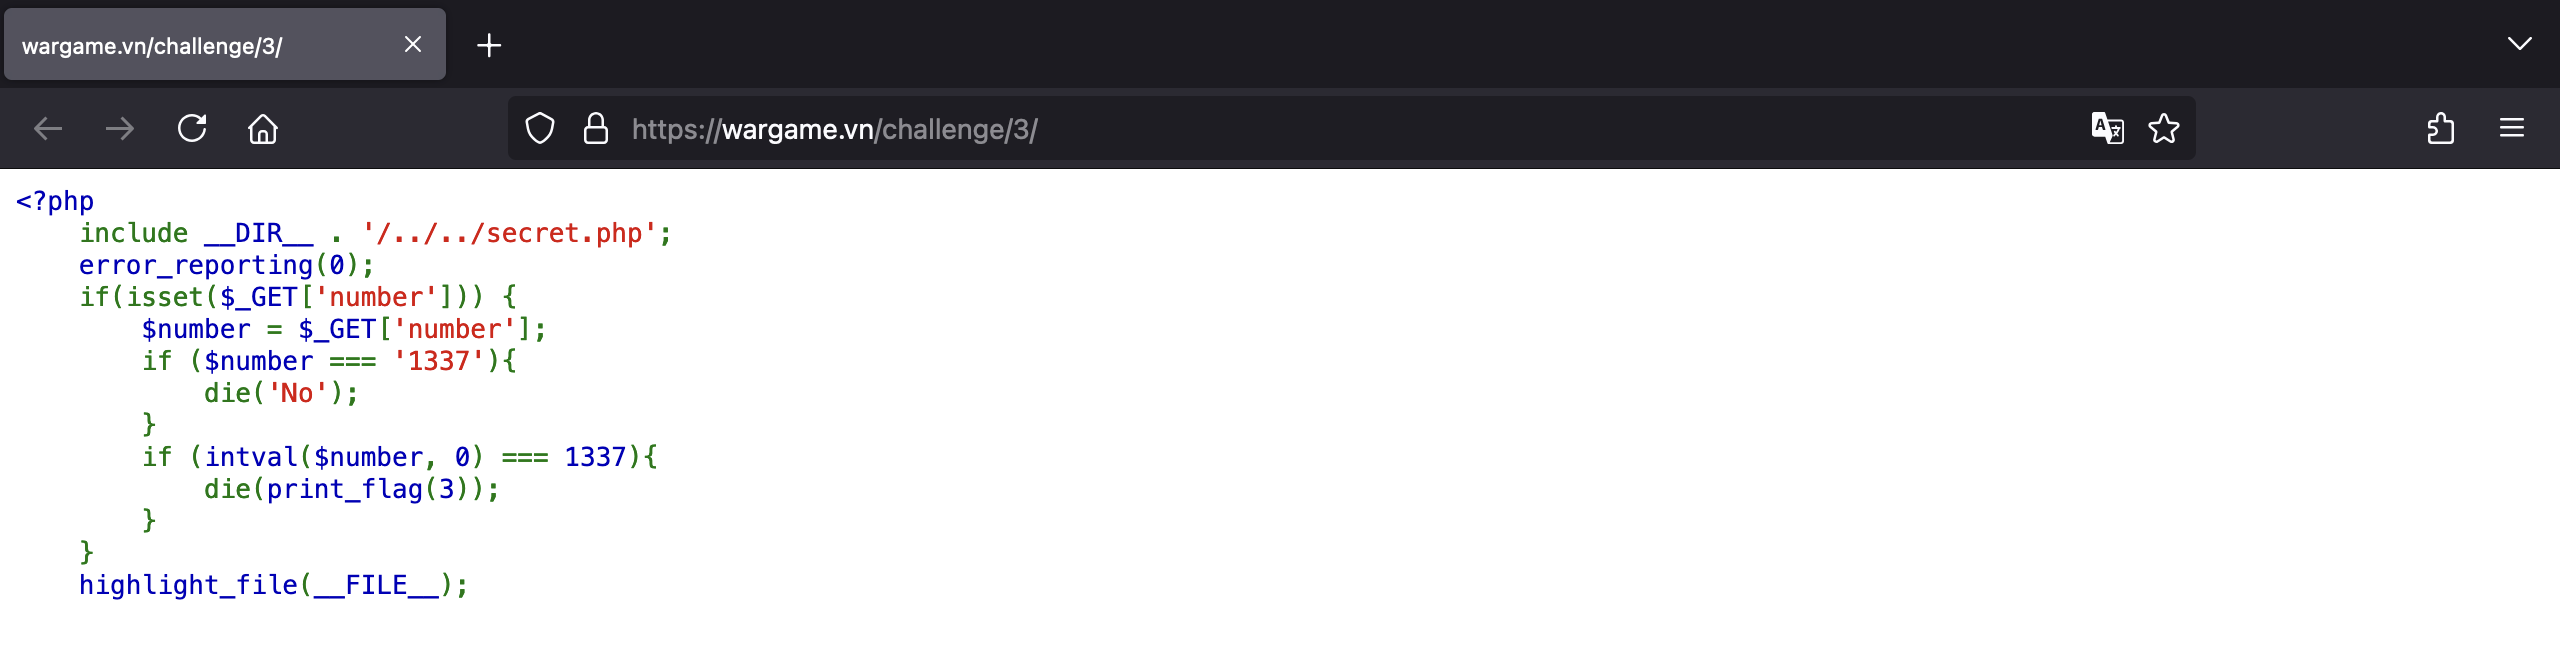 wargame.vn/challenge/3/
https://wargame.vn/challenge/3/
<?php
include __DIR__ . '/../../secret.php';
error_reporting(0);
if(isset($_GET['number'])) {
$number = $_GET['number'];
if ($number === '1337'){
die('No');
}
if (intval($number, 0) === 1337){
die(print_flag(3));
}
}
highlight_file(__FILE__);